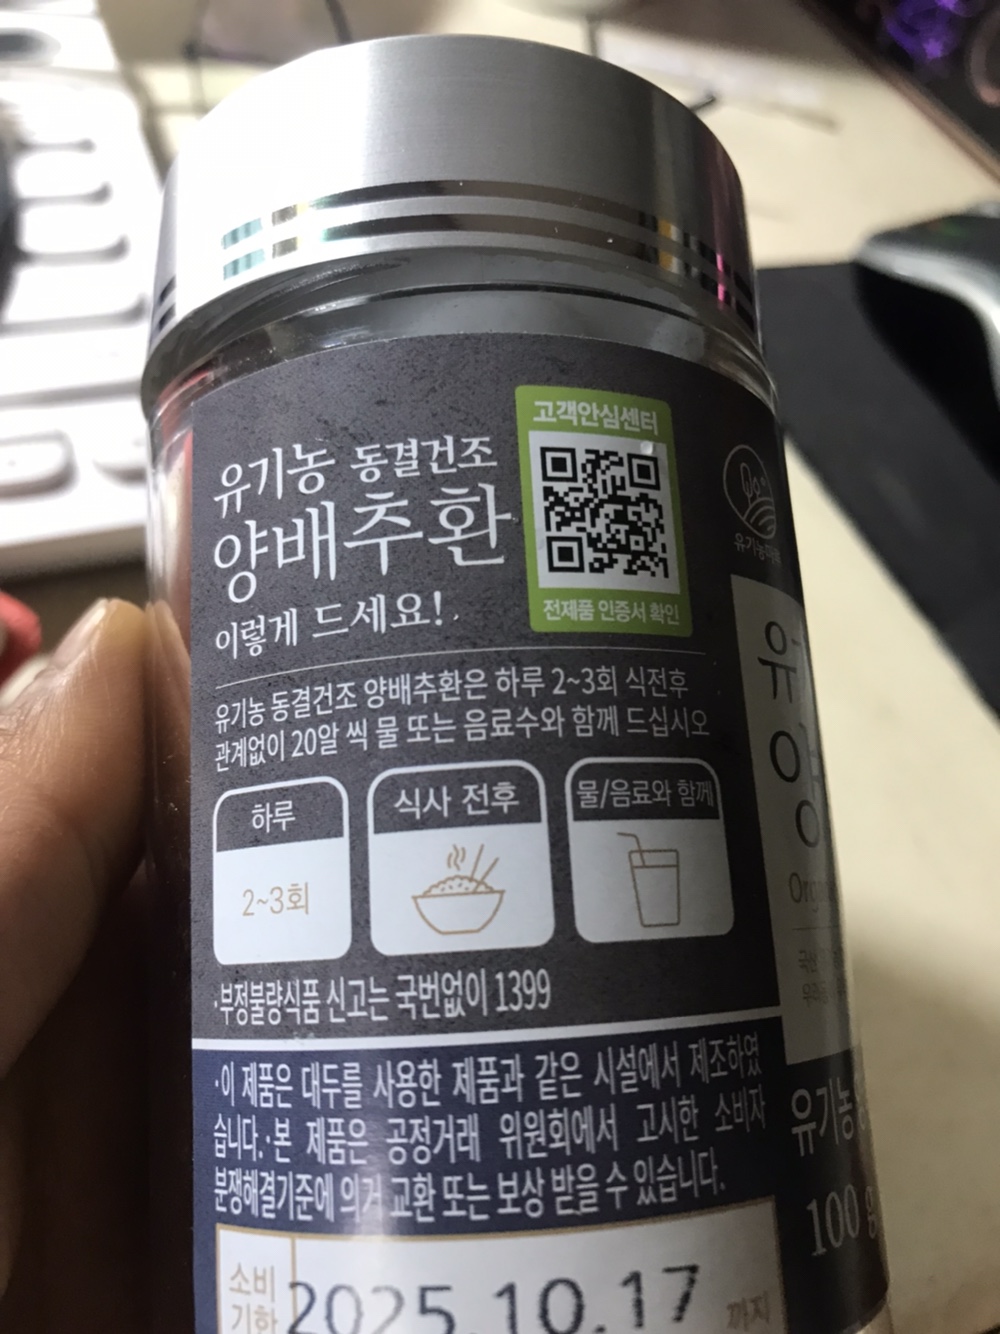 고객안심센터
유기농 동결건조
양배추환
이렇게 드세요!
전제품 인증서 확인
유기농 동결건조 양배추환은 하루 2~3회 식전후
관계없이 20알 씩 물 또는 음료수와 함께 드십시오
하루
2~3회
식사 전후
물/음료와 함께
·부정불량식품 신고는 국번없이 1399
·이 제품은 대두를 사용한 제품과 같은 시설에서 제조하였
습니다.·본 제품은 공정거래 위원회에서 고시한 소비자
분쟁해결기준에 의거 교환 또는 보상 받을 수 있습니다.
소비
기한
2025.10.17
까지
유기농
100 g